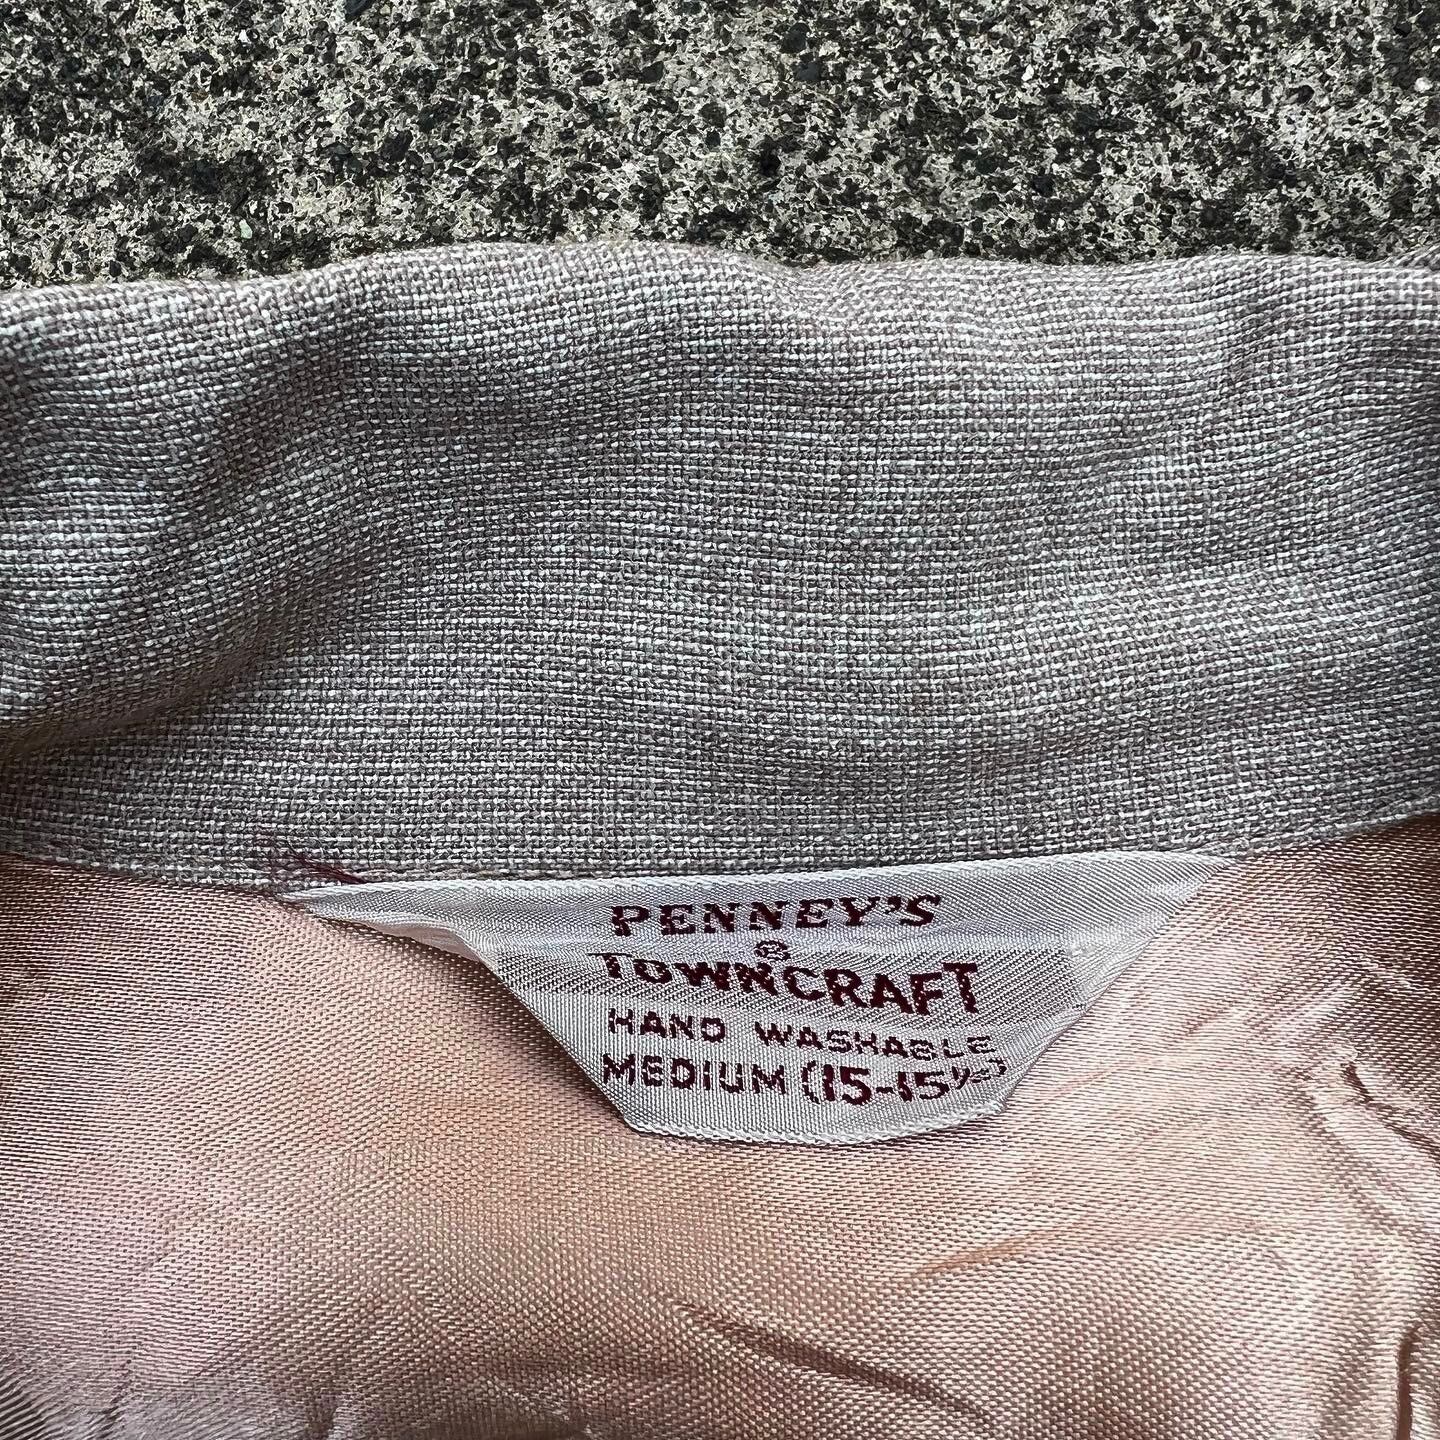 PENNEY'S
®
TOWNCRAFT
HAND WASHABLE
MEDIUM (15-15½)